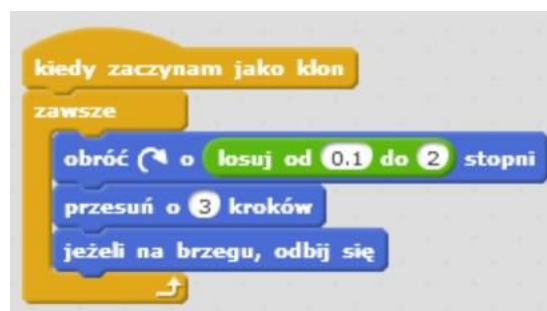 kiedy zaczynam jako klon
zawsze
obróć o losuj od 0.1 do 2 stopni
przesuń o 3 kroków
jeżeli na brzegu, odbij się